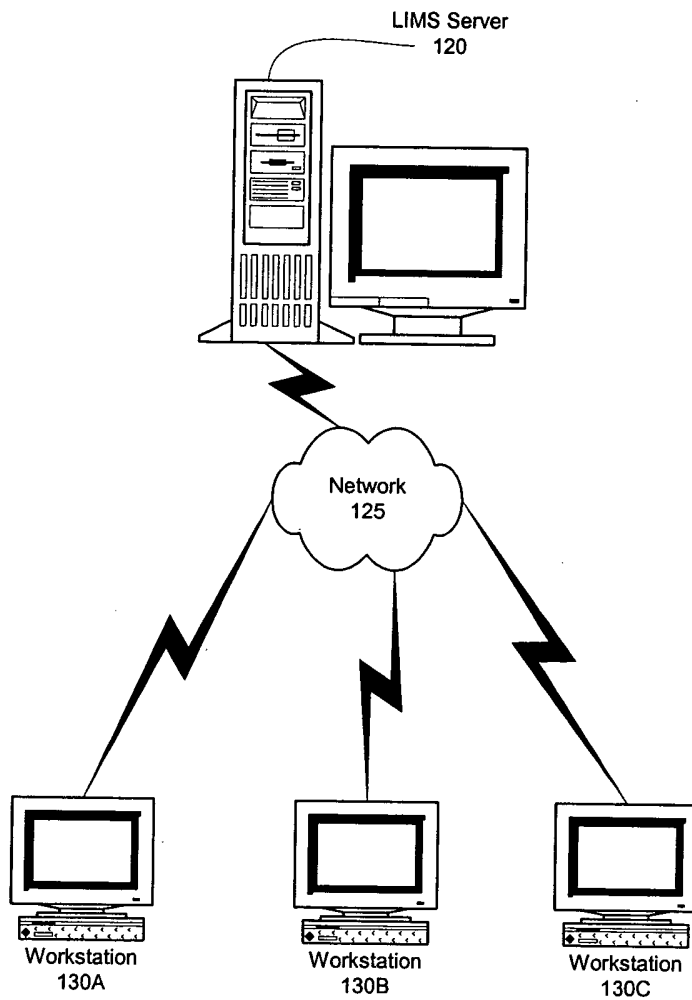 LIMS Server
120
Network
125
Workstation
130A
Workstation
130B
Workstation
130C